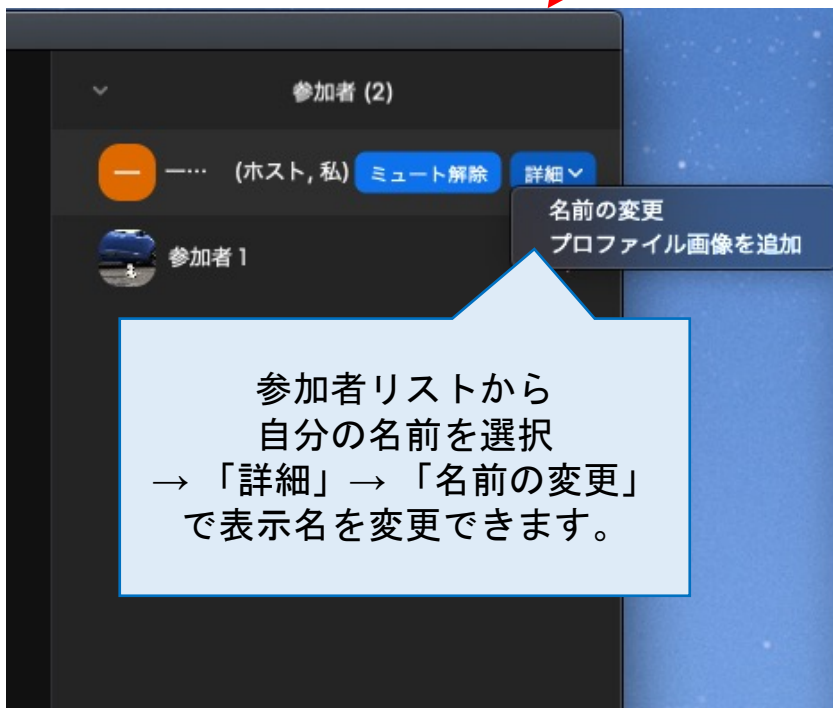 参加者 (2)
一 一… (ホスト, 私) ミュート解除 詳細
名前の変更
プロファイル画像を追加
参加者 1
参加者リストから
自分の名前を選択
→ 「詳細」→ 「名前の変更」
で表示名を変更できます。